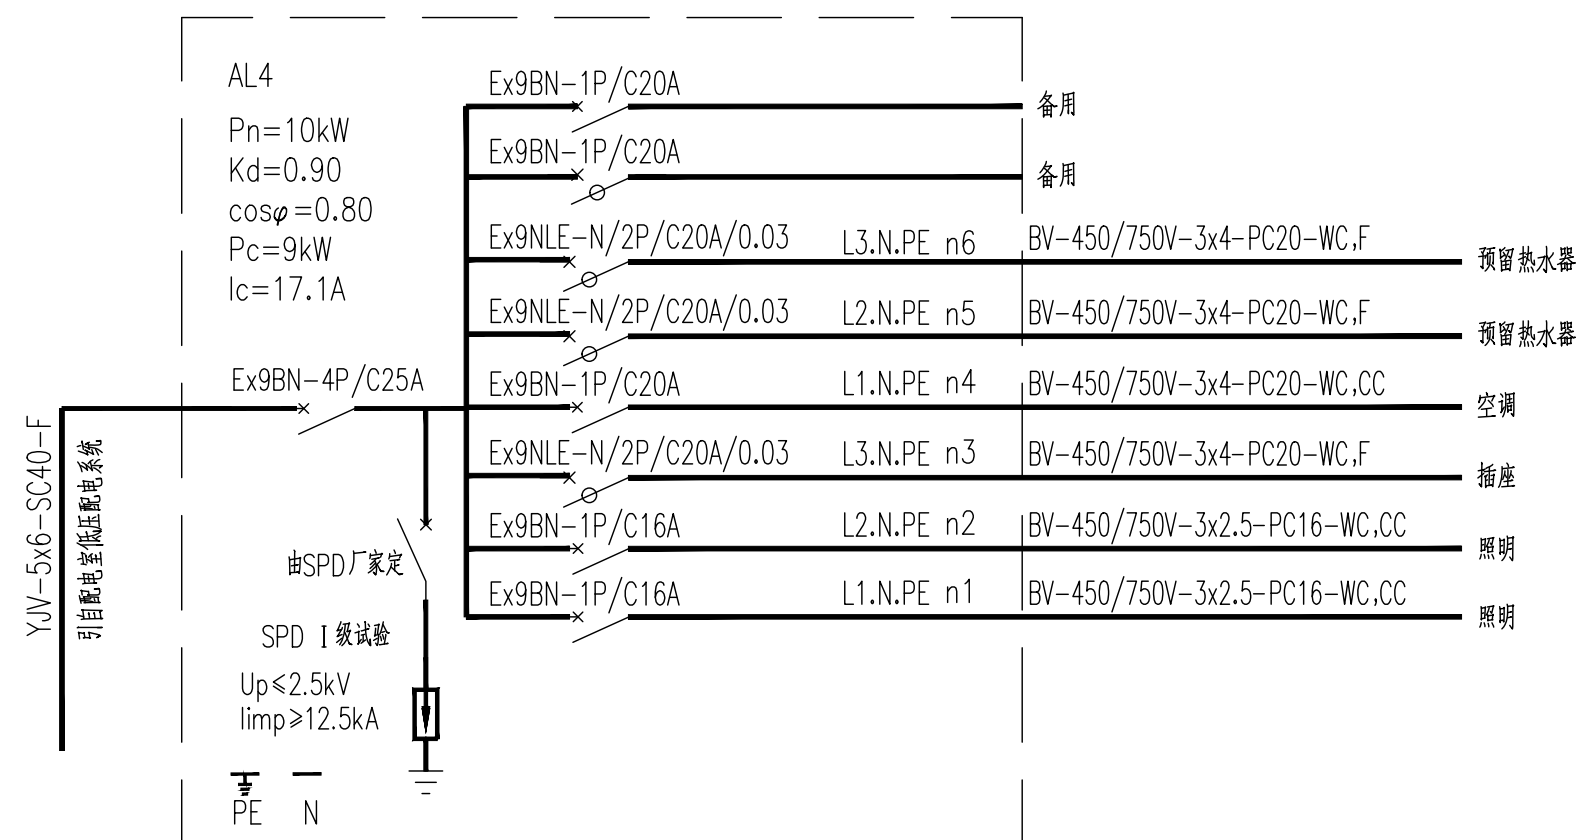 AL4
Pn=10kW
Kd=0.90
cosφ=0.80
Pc=9kW
Ic=17.1A
Ex9BN-4P/C25A
YJV-5x6-SC40-F
引自配电室低压配电系统
由SPD厂家定
SPD I级试验
Up≤2.5kV
Iimp≥12.5kA
PE N
Ex9BN-1P/C20A 备用
Ex9BN-1P/C20A 备用
Ex9NLE-N/2P/C20A/0.03 L3.N.PE n6 BV-450/750V-3x4-PC20-WC,F 预留热水器
Ex9NLE-N/2P/C20A/0.03 L2.N.PE n5 BV-450/750V-3x4-PC20-WC,F 预留热水器
Ex9BN-1P/C20A L1.N.PE n4 BV-450/750V-3x4-PC20-WC,CC 空调
Ex9NLE-N/2P/C20A/0.03 L3.N.PE n3 BV-450/750V-3x4-PC20-WC,F 插座
Ex9BN-1P/C16A L2.N.PE n2 BV-450/750V-3x2.5-PC16-WC,CC 照明
Ex9BN-1P/C16A L1.N.PE n1 BV-450/750V-3x2.5-PC16-WC,CC 照明